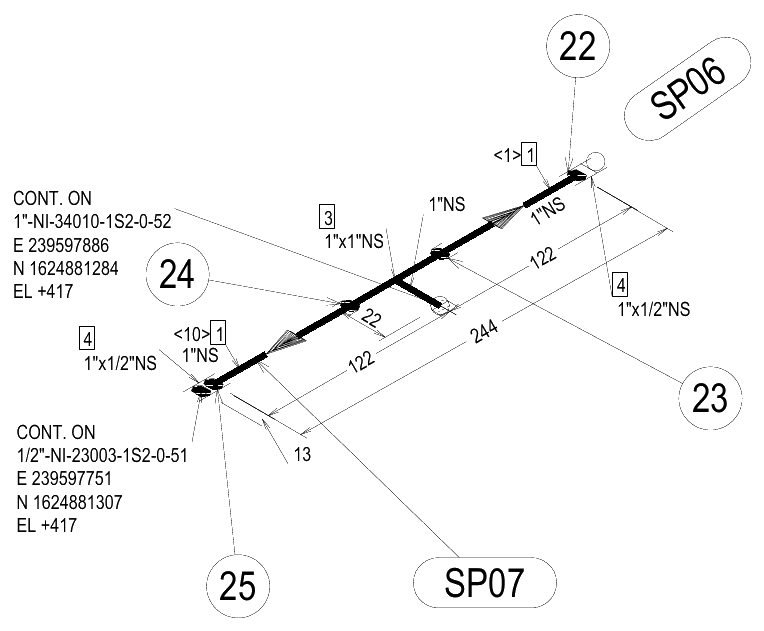 22
SP06
<1> 1
CONT. ON
1"-NI-34010-1S2-0-52
E 239597886
N 1624881284
EL +417
1"NS
1"NS
3
1"x1"NS
24
122
4
1"x1/2"NS
22
244
4
1"x1/2"NS
<10> 1
1"NS
122
23
CONT. ON
1/2"-NI-23003-1S2-0-51
E 239597751
N 1624881307
EL +417
13
25
SP07